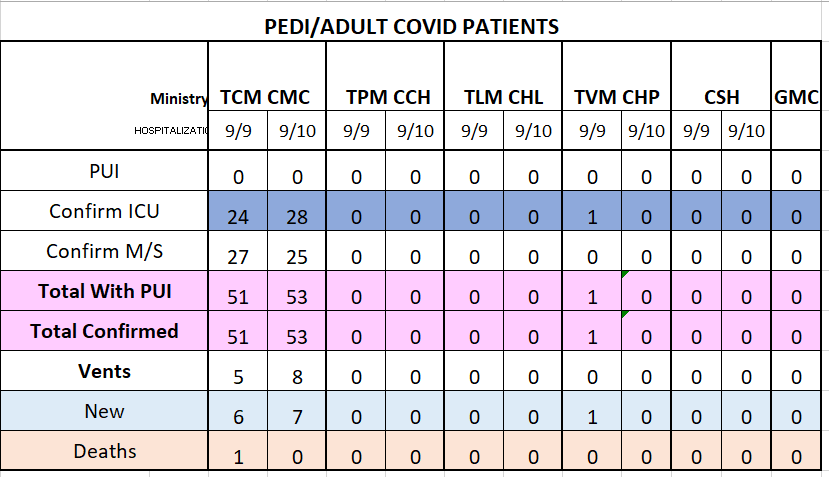 PEDI/ADULT COVID PATIENTS
Ministry TCM CMC TPM CCH TLM CHL TVM CHP CSH GMC
HOSPITALIZATIO 9/9 9/10 9/9 9/10 9/9 9/10 9/9 9/10 9/9 9/10
PUI 0 0 0 0 0 0 0 0 0 0 0
Confirm ICU 24 28 0 0 0 0 1 0 0 0 0
Confirm M/S 27 25 0 0 0 0 0 0 0 0 0
Total With PUI 51 53 0 0 0 0 1 0 0 0 0
Total Confirmed 51 53 0 0 0 0 1 0 0 0 0
Vents 5 8 0 0 0 0 0 0 0 0 0
New 6 7 0 0 0 0 1 0 0 0 0
Deaths 1 0 0 0 0 0 0 0 0 0 0